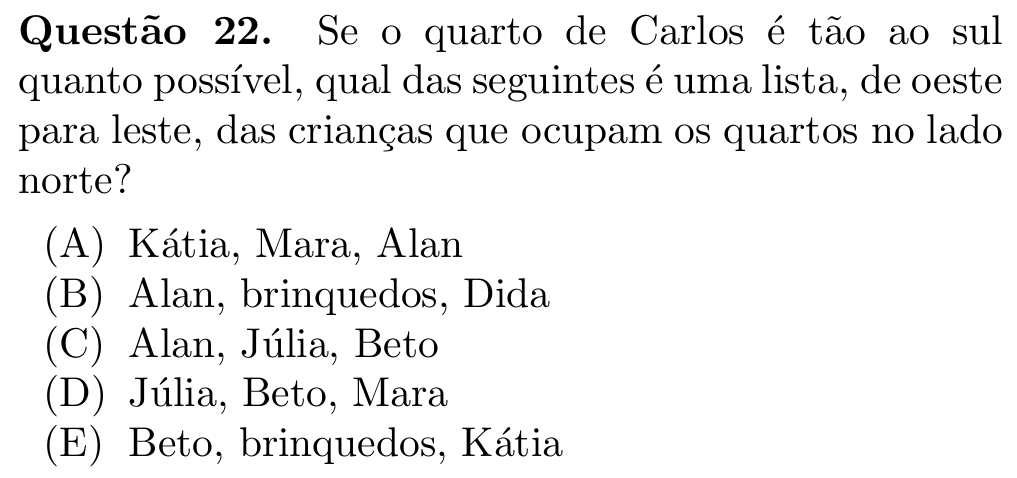 Questão 22. Se o quarto de Carlos é tão ao sul
quanto possível, qual das seguintes é uma lista, de oeste
para leste, das crianças que ocupam os quartos no lado
norte?
(A) Kátia, Mara, Alan
(B) Alan, brinquedos, Dida
(C) Alan, Júlia, Beto
(D) Júlia, Beto, Mara
(E) Beto, brinquedos, Kátia